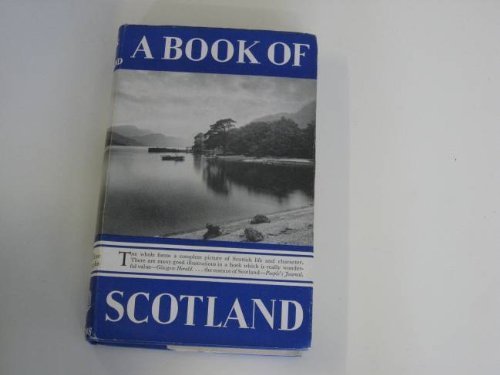 A BOOK OF
The whole forms a complete picture of Scottish life and character.
There are many good illustrations in a book which is really wonder-
ful value—Glasgow Herald. . . . the essence of Scotland—People's Journal.
SCOTLAND